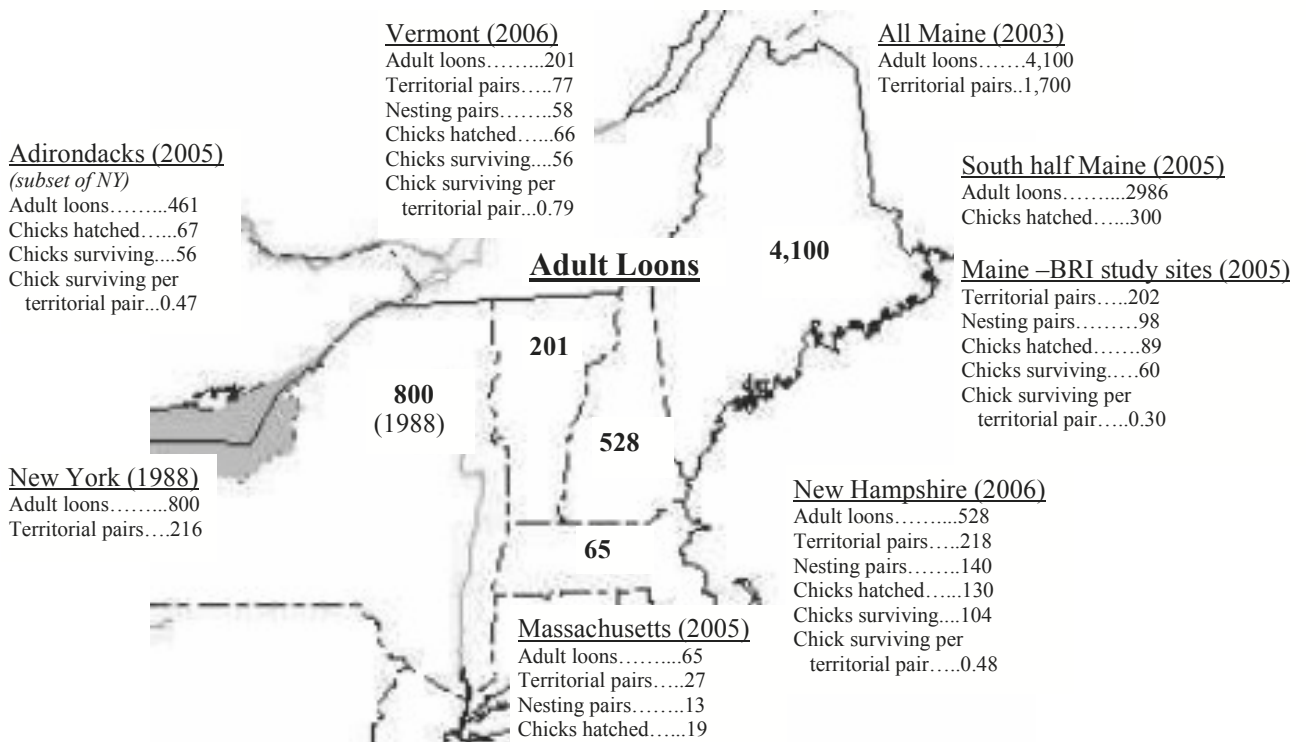 Vermont (2006)
Adult loons……...201
Territorial pairs…..77
Nesting pairs……..58
Chicks hatched…...66
Chicks surviving....56
Chick surviving per
territorial pair...0.79
All Maine (2003)
Adult loons…….4,100
Territorial pairs..1,700
Adirondacks (2005)
(subset of NY)
Adult loons……...461
Chicks hatched…..67
Chicks surviving....56
Chick surviving per
territorial pair...0.47
South half Maine (2005)
Adult loons……....2986
Chicks hatched…...300
Maine –BRI study sites (2005)
Territorial pairs…..202
Nesting pairs………98
Chicks hatched…....89
Chicks surviving.….60
Chick surviving per
territorial pair…..0.30
Adult Loons
4,100
201
800
(1988)
528
65
New York (1988)
Adult loons……...800
Territorial pairs….216
New Hampshire (2006)
Adult loons……....528
Territorial pairs…..218
Nesting pairs……..140
Chicks hatched…...130
Chicks surviving....104
Chick surviving per
territorial pair…..0.48
Massachusetts (2005)
Adult loons……....65
Territorial pairs…..27
Nesting pairs……..13
Chicks hatched…...19